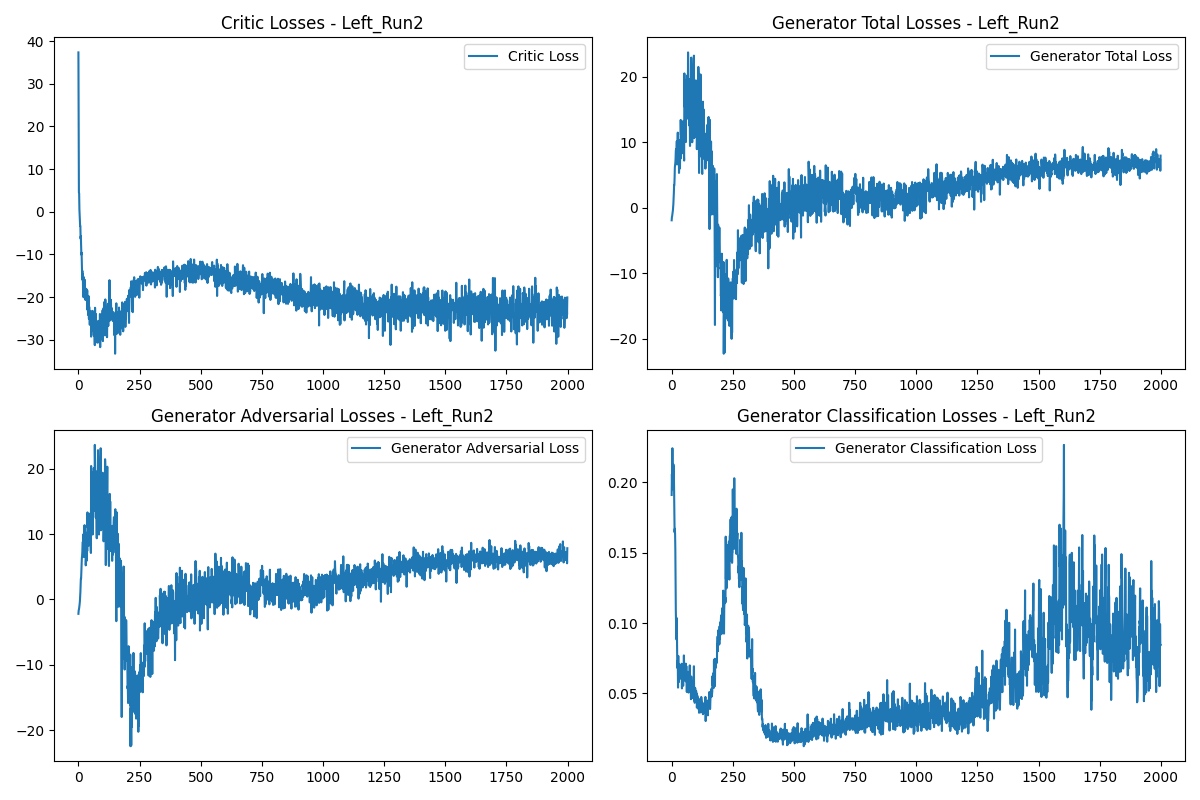 Critic Losses - Left_Run2
Critic Loss
40
30
20
10
0
−10
−20
−30
0 250 500 750 1000 1250 1500 1750 2000
Generator Total Losses - Left_Run2
Generator Total Loss
20
10
0
−10
−20
0 250 500 750 1000 1250 1500 1750 2000
Generator Adversarial Losses - Left_Run2
Generator Adversarial Loss
20
10
0
−10
−20
0 250 500 750 1000 1250 1500 1750 2000
Generator Classification Losses - Left_Run2
Generator Classification Loss
0.20
0.15
0.10
0.05
0 250 500 750 1000 1250 1500 1750 2000